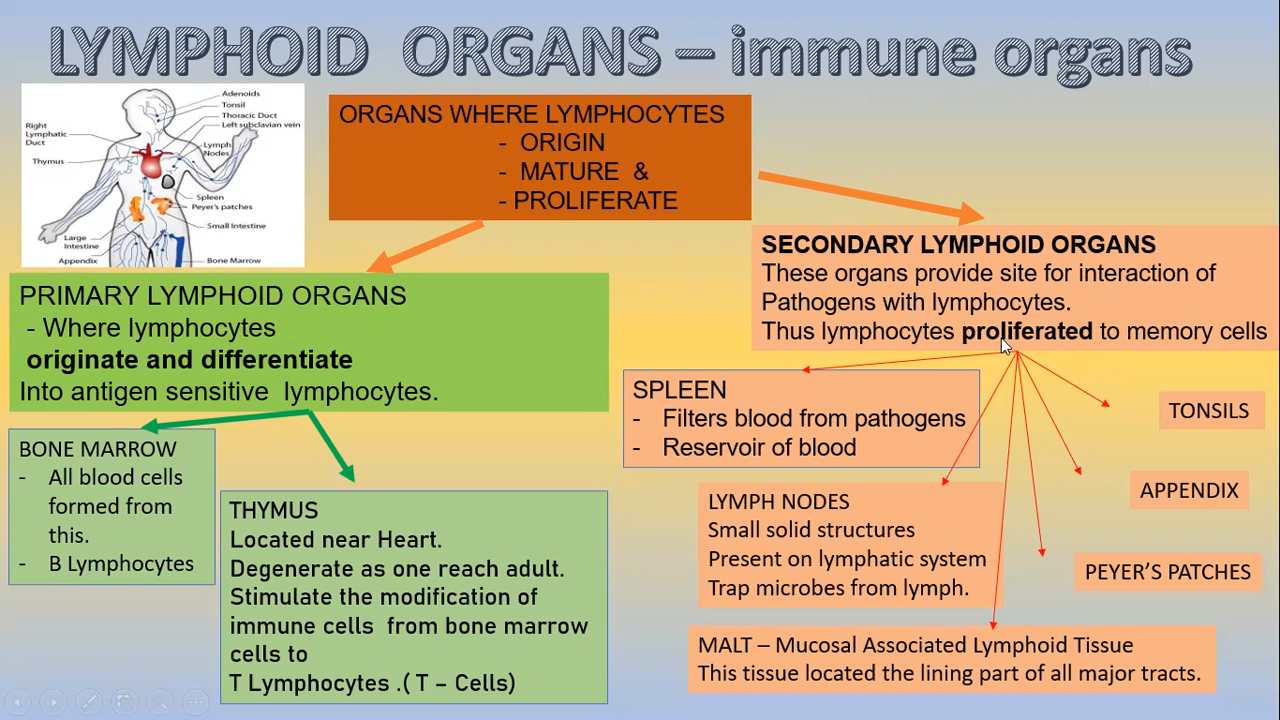 LYMPHOID ORGANS – immune organs
Adenoids
Tonsil
Thoracic Duct
Left subclavian vein
Right
Lymphatic
Duct
Lymph
Nodes
Thymus
Spleen
Peyer's patches
Small Intestine
Large
Intestine
Appendix
Bone Marrow
ORGANS WHERE LYMPHOCYTES
- ORIGIN
- MATURE &
- PROLIFERATE
PRIMARY LYMPHOID ORGANS
- Where lymphocytes
originate and differentiate
Into antigen sensitive lymphocytes.
BONE MARROW
- All blood cells
formed from
this.
- B Lymphocytes
THYMUS
Located near Heart.
Degenerate as one reach adult.
Stimulate the modification of
immune cells from bone marrow
cells to
T Lymphocytes .( T – Cells)
SECONDARY LYMPHOID ORGANS
These organs provide site for interaction of
Pathogens with lymphocytes.
Thus lymphocytes proliferated to memory cells
SPLEEN
- Filters blood from pathogens
- Reservoir of blood
LYMPH NODES
Small solid structures
Present on lymphatic system
Trap microbes from lymph.
MALT – Mucosal Associated Lymphoid Tissue
This tissue located the lining part of all major tracts.
TONSILS
APPENDIX
PEYER'S PATCHES